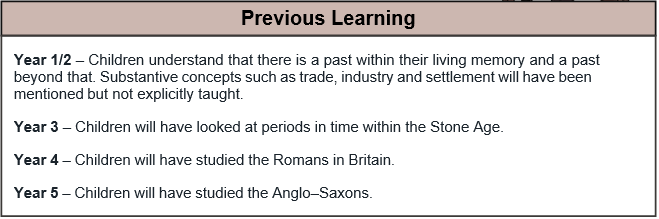 Previous Learning
Year 1/2 – Children understand that there is a past within their living memory and a past
beyond that. Substantive concepts such as trade, industry and settlement will have been
mentioned but not explicitly taught.
Year 3 – Children will have looked at periods in time within the Stone Age.
Year 4 – Children will have studied the Romans in Britain.
Year 5 – Children will have studied the Anglo–Saxons.